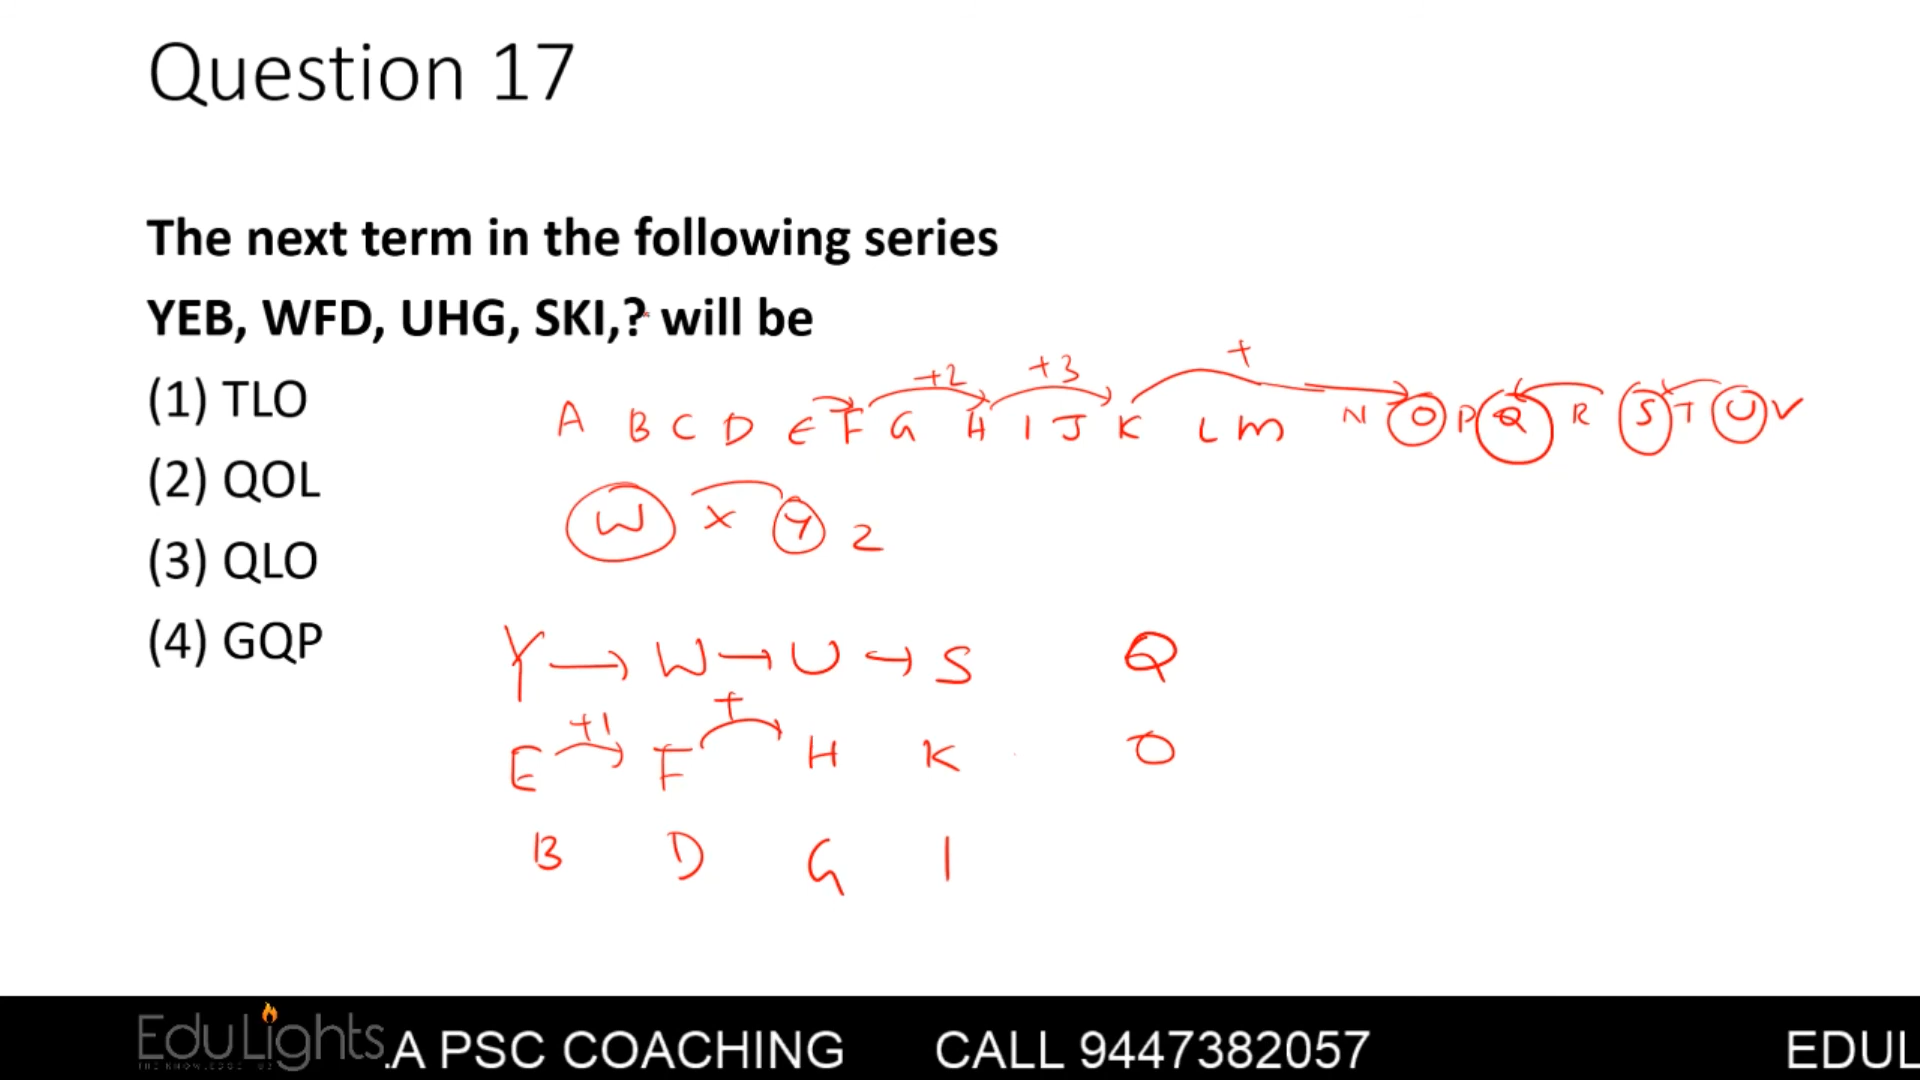 Question 17
The next term in the following series
YEB, WFD, UHG, SKI,? will be
+2 +3 +
(1) TLO
A B C D E F G H I J K L M N O P Q R S T U V
(2) QOL
W X Y Z
(3) QLO
(4) GQP
Y → W → U → S Q
+1 +
E F H K O
B D G I
EduLights
.A PSC COACHING CALL 9447382057 EDUL